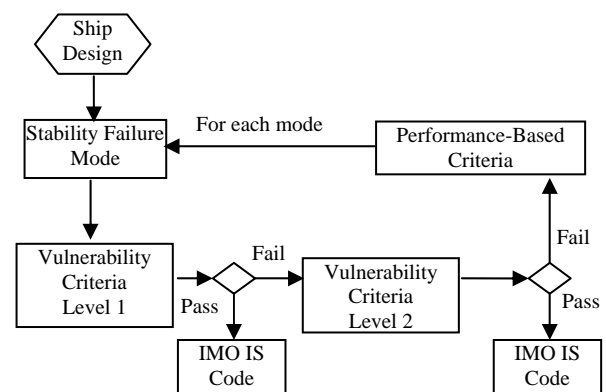 Ship
Design
Stability Failure
Mode
For each mode
Performance-Based
Criteria
Vulnerability
Criteria
Level 1
Fail
Pass
Vulnerability
Criteria
Level 2
Fail
Pass
IMO IS
Code
IMO IS
Code